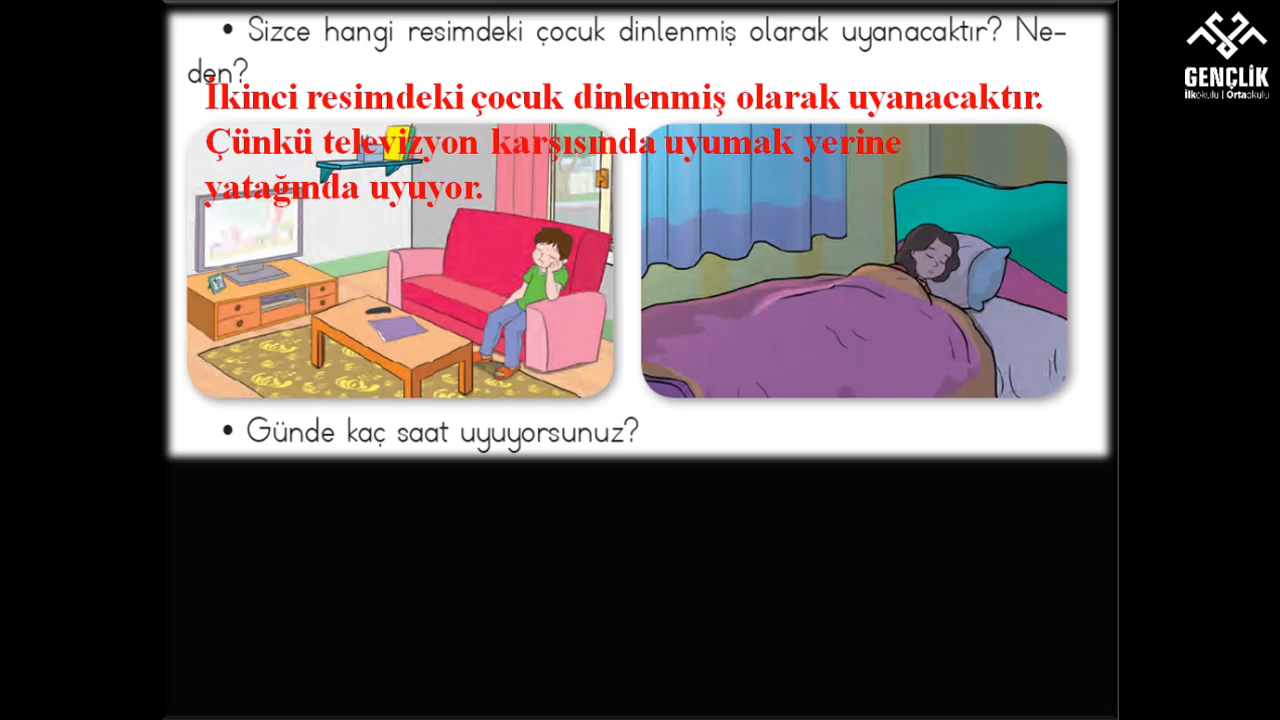 • Sizce hangi resimdeki çocuk dinlenmiş olarak uyanacaktır? Ne-
den?
İkinci resimdeki çocuk dinlenmiş olarak uyanacaktır.
Çünkü televizyon karşısında uyumak yerine
yatağında uyuyor.
• Günde kaç saat uyuyorsunuz?
GENÇLİK
İlkokulu | Ortaokulu